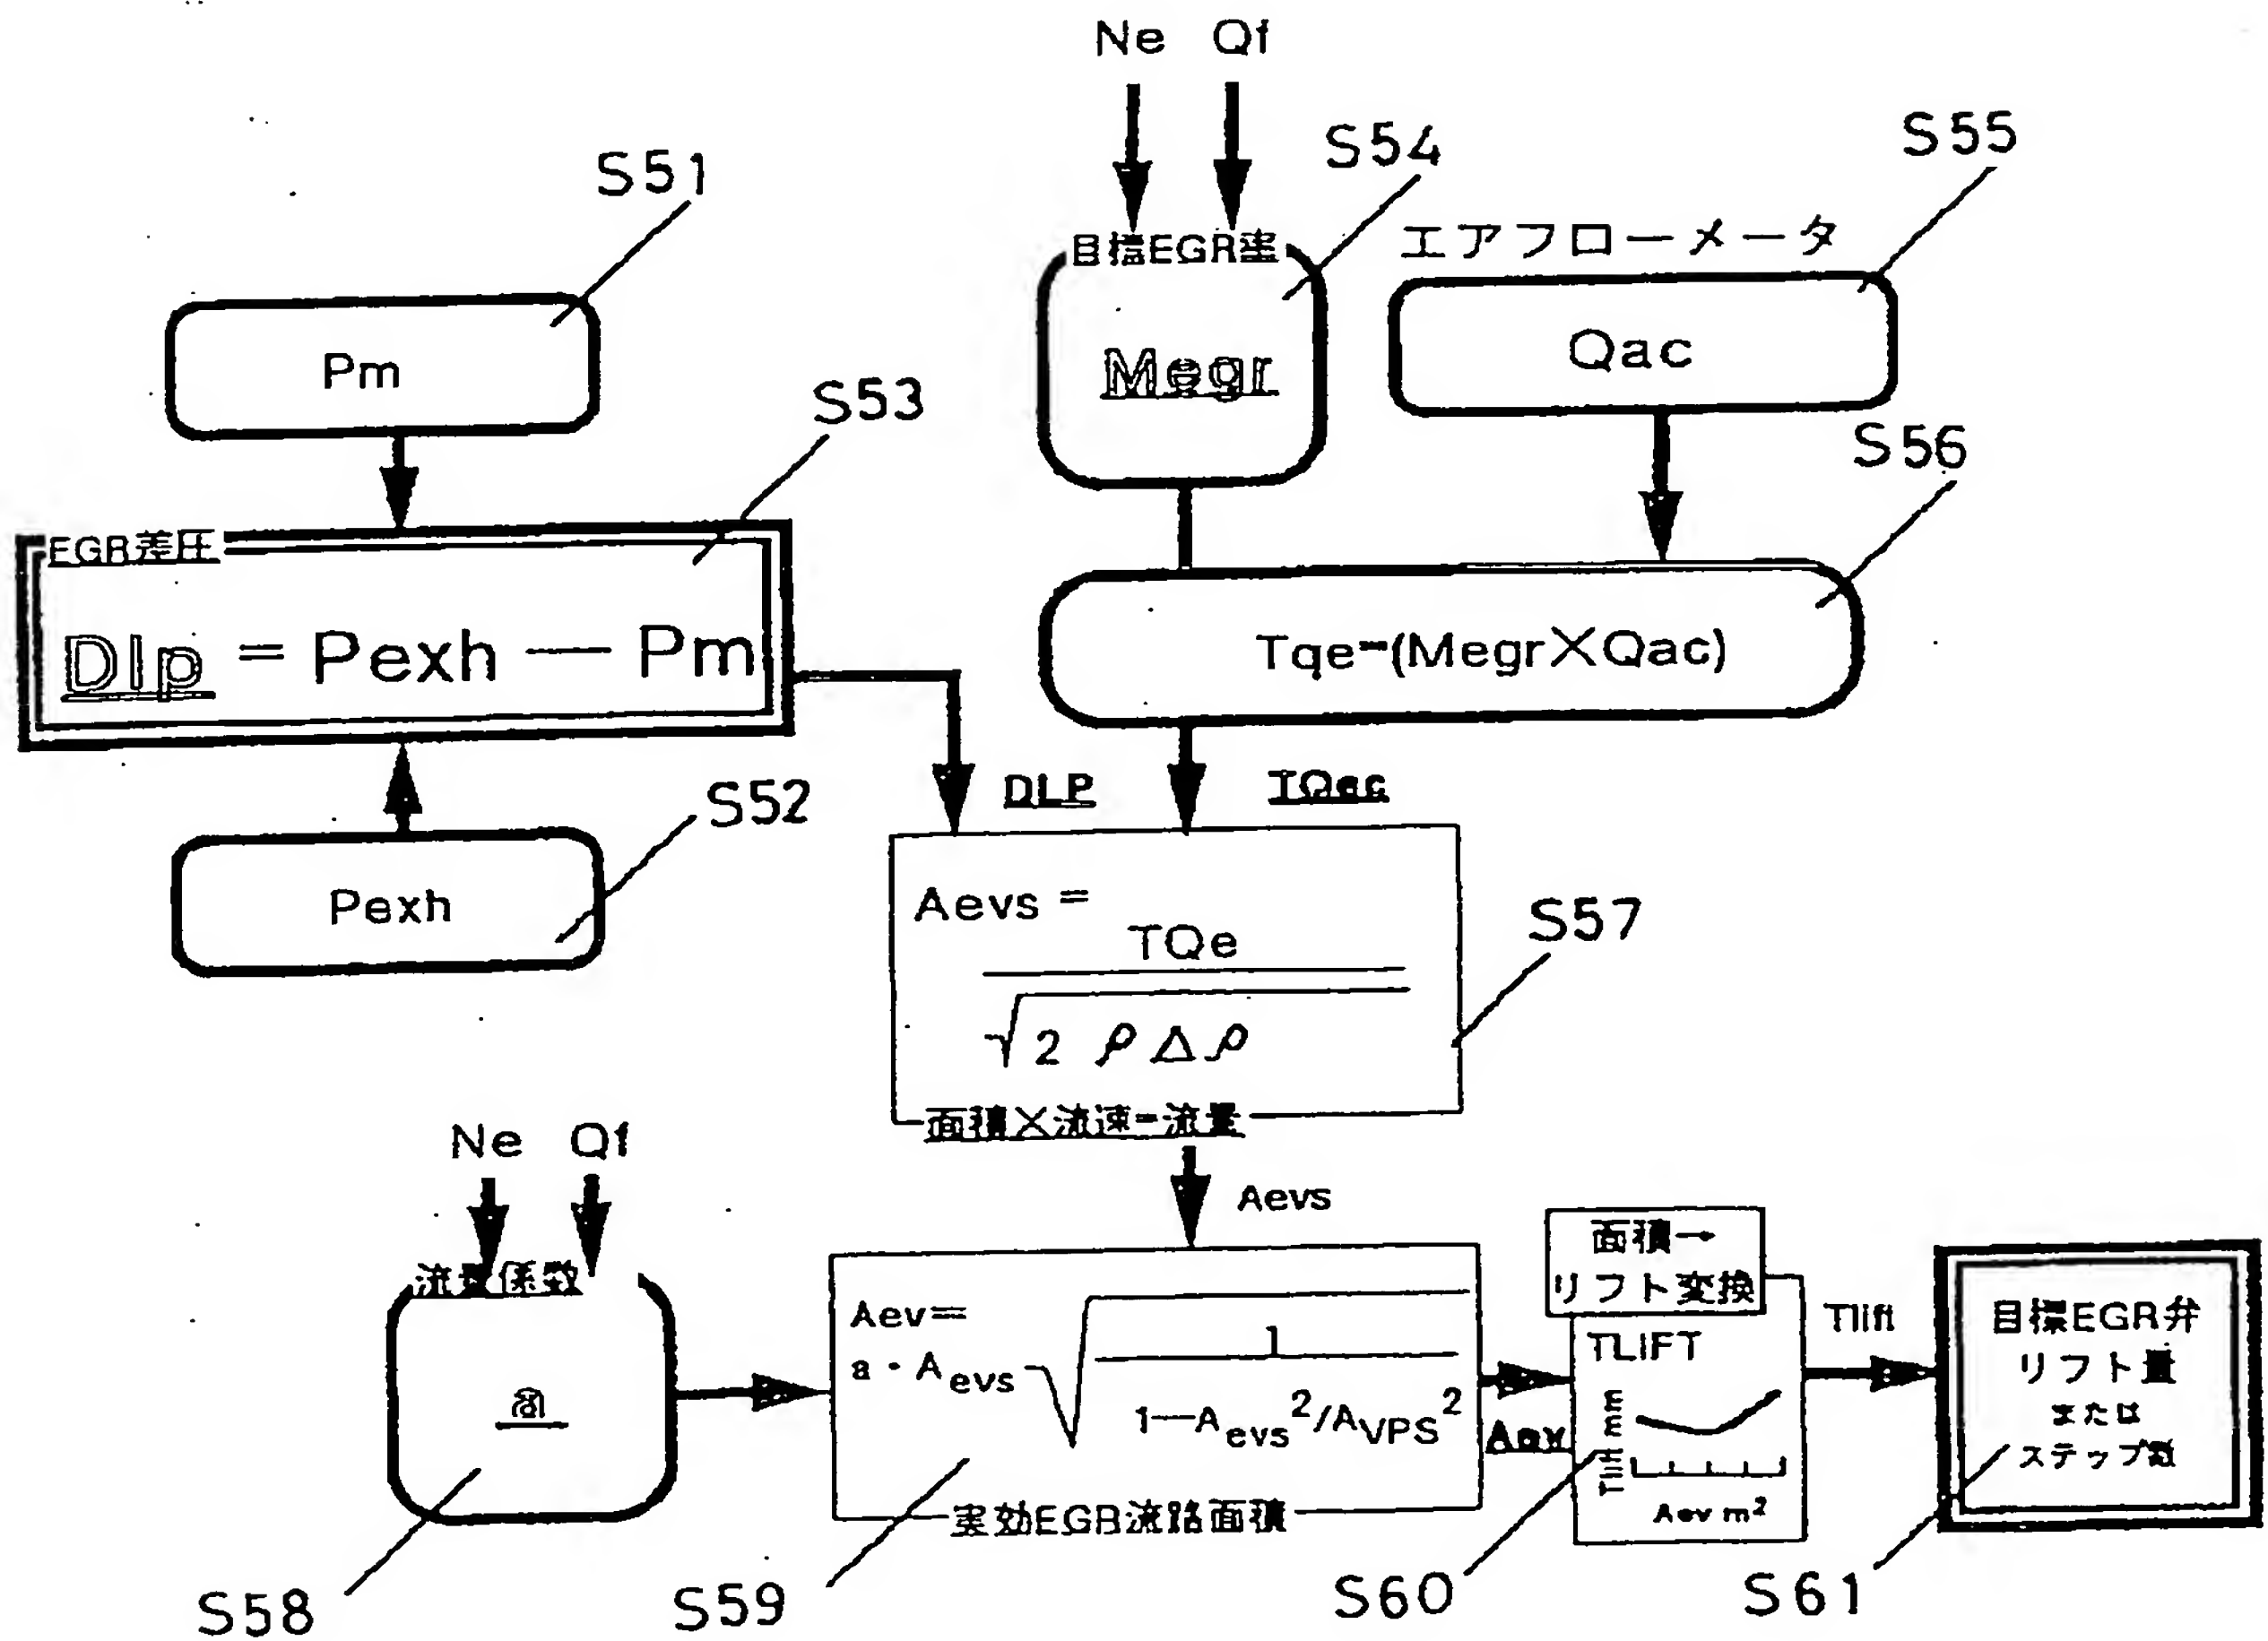 Ne Qf
S51
S54
S55
目標EGR率
エアフローメータ
Pm
Megr
Qac
S53
S56
EGR差圧
Dlp = Pexh — Pm
Tqe=(Megr×Qac)
S52
DLP
TQec
Pexh
Aevs =
TQe
√2 ρ Δ ρ
S57
面積×流速=流量
Ne Qf
Aevs
流量係数
a
Aev=
a・Aevs √
1
1—Aevs²/AVPS²
実効EGR流路面積
Aev
面積→
リフト変換
TLIFT
Tlift mm
Aev m²
Tlift
目標EGR弁
リフト量
または
ステップ数
S58
S59
S60
S61